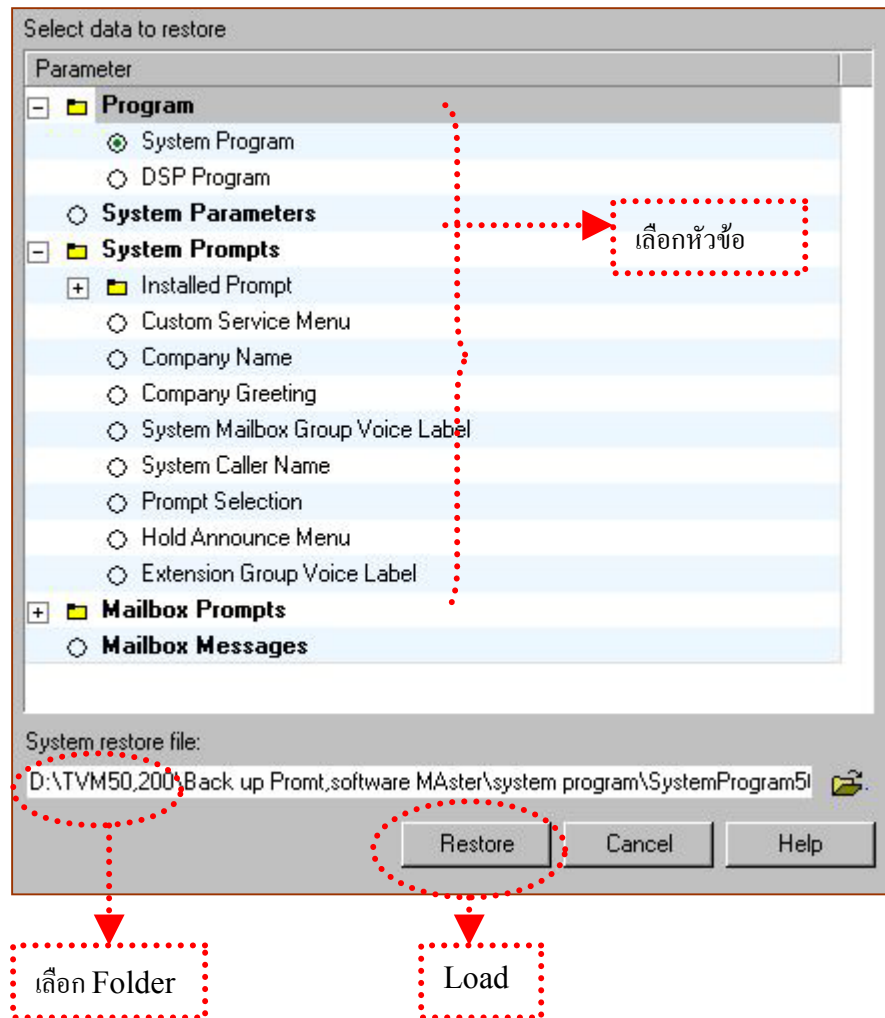 Select data to restore
Parameter
Program
System Program
DSP Program
System Parameters
เลือกหัวข้อ
System Prompts
Installed Prompt
Custom Service Menu
Company Name
Company Greeting
System Mailbox Group Voice Label
System Caller Name
Prompt Selection
Hold Announce Menu
Extension Group Voice Label
Mailbox Prompts
Mailbox Messages
System restore file:
D:\TVM50,200\Back up Promt,software MAster\system program\SystemProgram5
Restore Cancel Help
เลือก Folder
Load